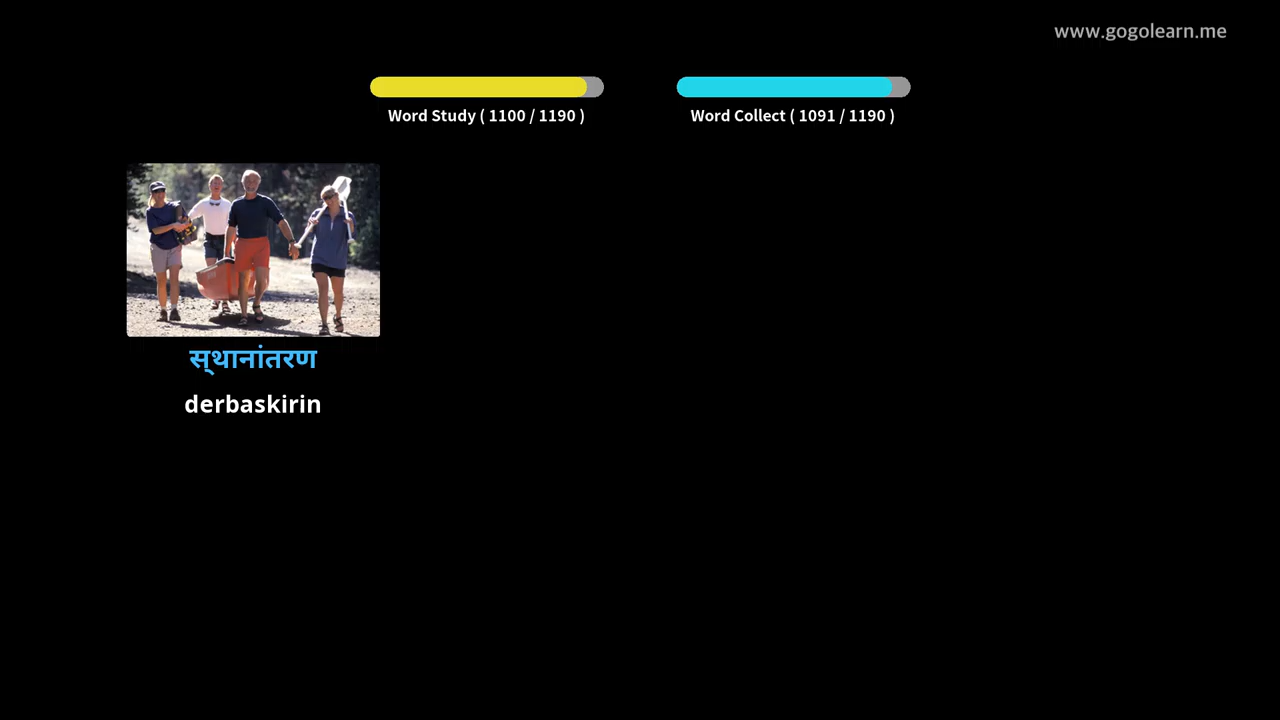 www.gogolearn.me
Word Study ( 1100 / 1190 )
Word Collect ( 1091 / 1190 )
स्थानांतरण
derbaskirin